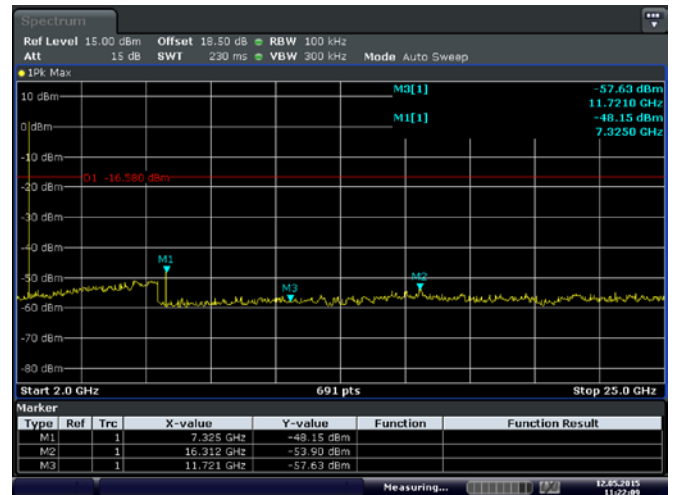 Spectrum
Ref Level 15.00 dBm Offset 18.50 dB RBW 100 kHz
Att 15 dB SWT 230 ms VBW 300 kHz Mode Auto Sweep
1Pk Max
M3[1] -57.63 dBm
11.7210 GHz
M1[1] -48.15 dBm
7.3250 GHz
10 dBm
0 dBm
-10 dBm
D1 -16.580 dBm
-20 dBm
-30 dBm
-40 dBm
M1
-50 dBm
M3
M2
-60 dBm
-70 dBm
-80 dBm
Start 2.0 GHz 691 pts Stop 25.0 GHz
Marker
Type Ref Trc X-value Y-value Function Function Result
M1 1 7.325 GHz -48.15 dBm
M2 1 16.312 GHz -53.90 dBm
M3 1 11.721 GHz -57.63 dBm
Measuring... 12.05.2015
11:22:09